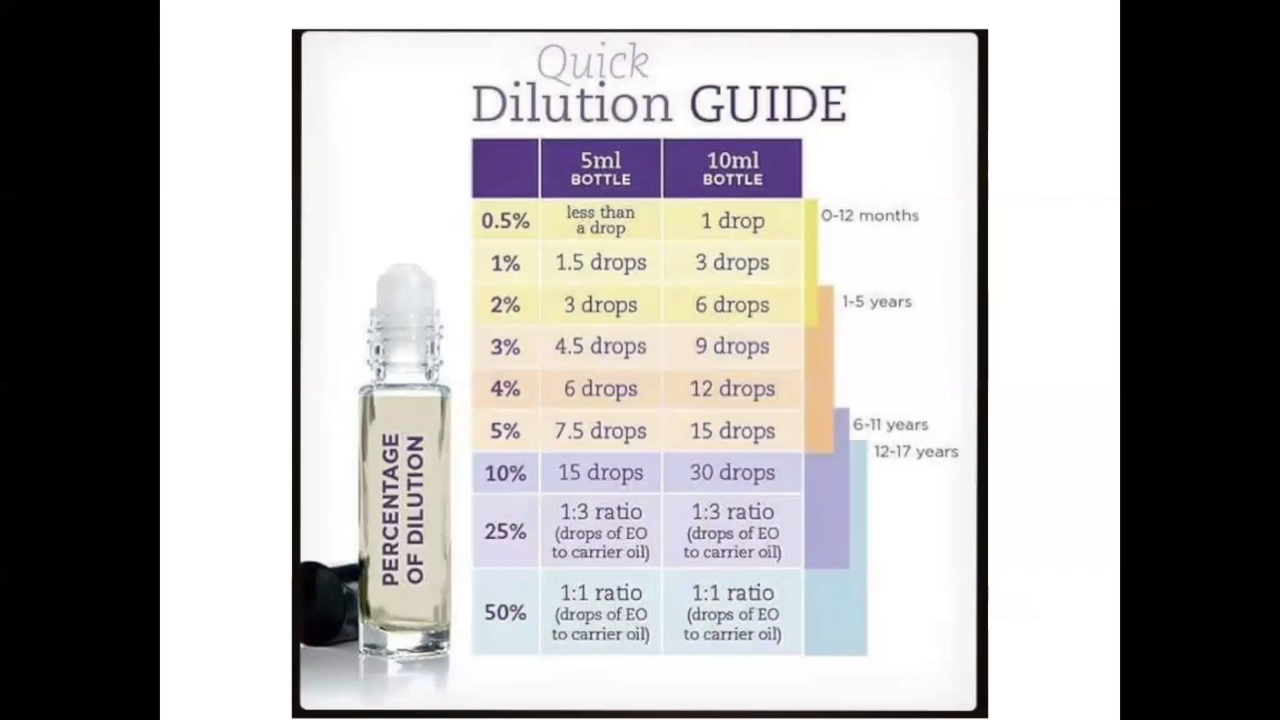 Quick
Dilution GUIDE
5ml
BOTTLE
10ml
BOTTLE
0.5%
less than
a drop
1 drop
0-12 months
1%
1.5 drops
3 drops
2%
3 drops
6 drops
1-5 years
3%
4.5 drops
9 drops
4%
6 drops
12 drops
5%
7.5 drops
15 drops
6-11 years
12-17 years
10%
15 drops
30 drops
25%
1:3 ratio
(drops of EO
to carrier oil)
1:3 ratio
(drops of EO
to carrier oil)
50%
1:1 ratio
(drops of EO
to carrier oil)
1:1 ratio
(drops of EO
to carrier oil)
PERCENTAGE
OF DILUTION